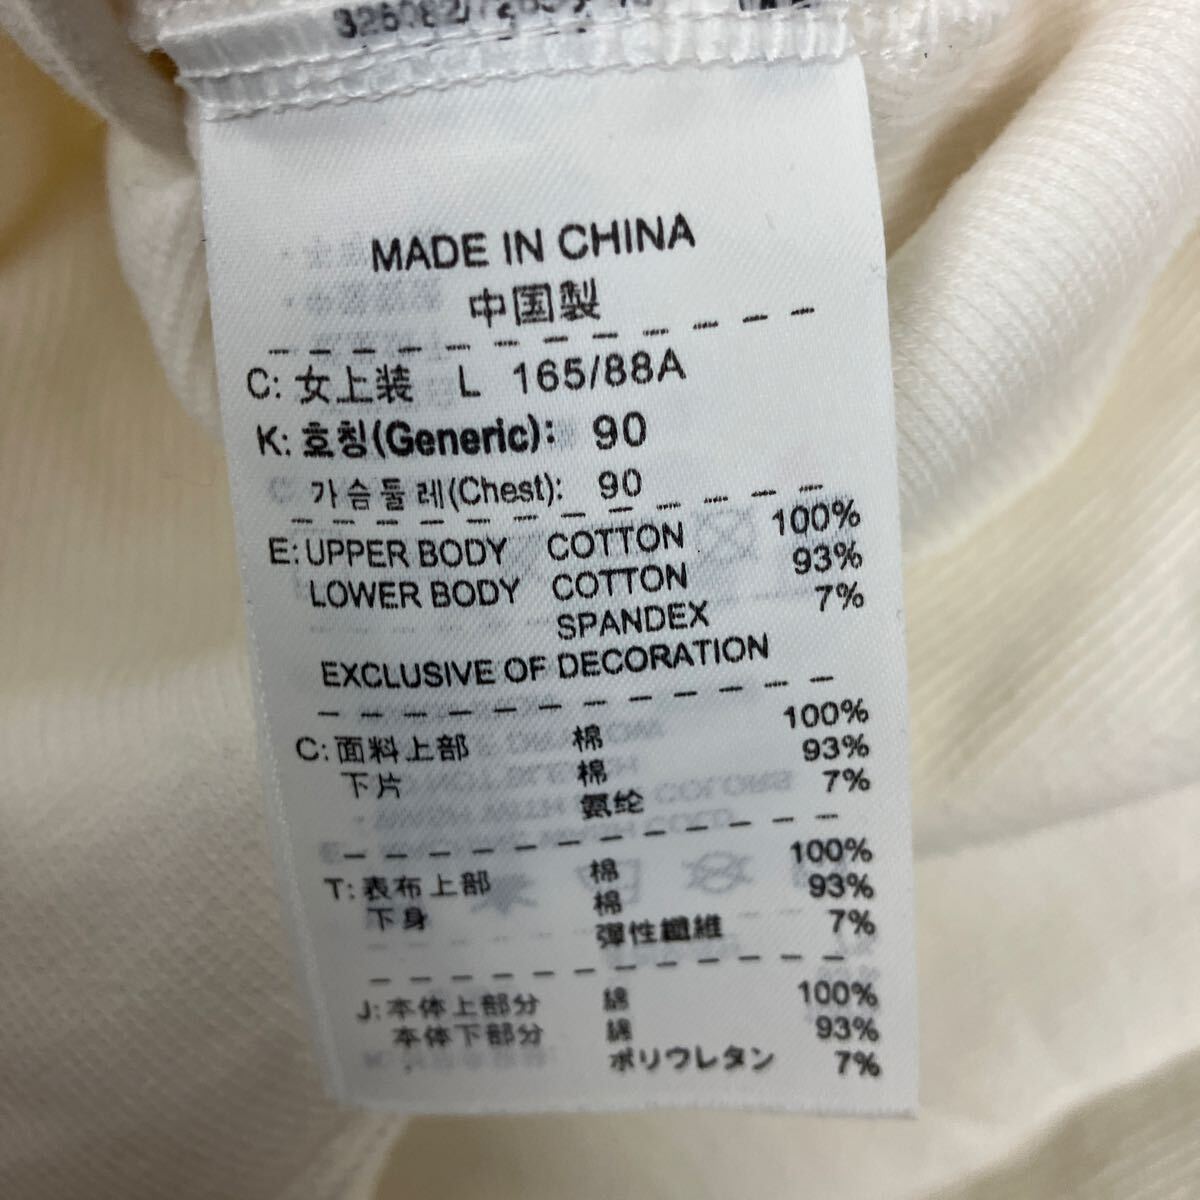 MADE IN CHINA
中国製
C: 女上装 L 165/88A
K: 호칭(Generic): 90
가슴둘레(Chest): 90
E: UPPER BODY COTTON 100%
LOWER BODY COTTON 93%
SPANDEX 7%
EXCLUSIVE OF DECORATION
C: 面料上部 棉 100%
下片 棉 93%
氨纶 7%
T: 表布上部 棉 100%
下身 棉 93%
彈性纖維 7%
J: 本体上部分 綿 100%
本体下部分 綿 93%
ポリウレタン 7%